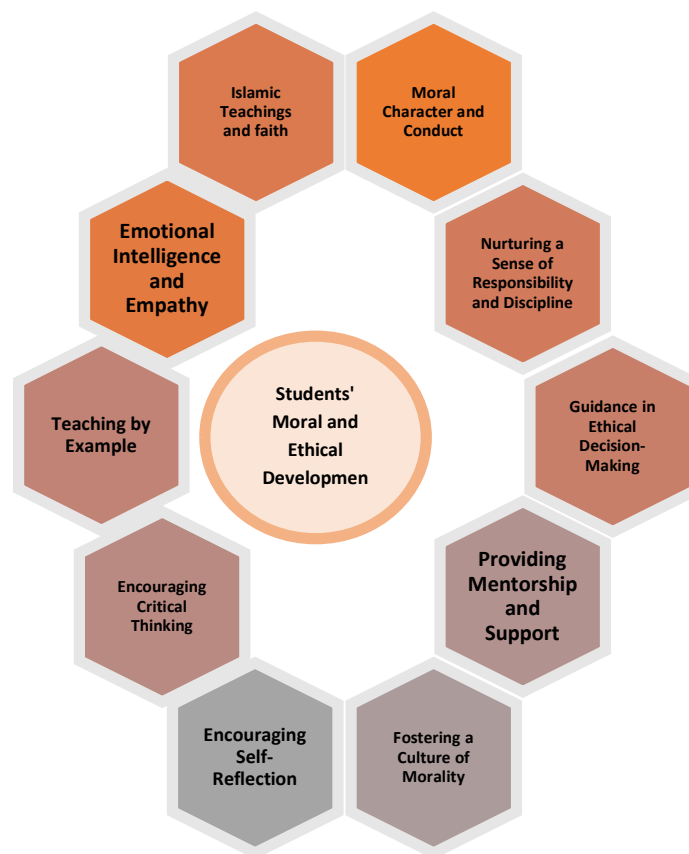 Islamic
Teachings
and faith
Moral
Character and
Conduct
Emotional
Intelligence
and
Empathy
Nurturing a
Sense of
Responsibility
and Discipline
Students'
Moral and
Ethical
Developmen
Teaching by
Example
Guidance in
Ethical
Decision-
Making
Encouraging
Critical
Thinking
Providing
Mentorship
and
Support
Encouraging
Self-
Reflection
Fostering a
Culture of
Morality